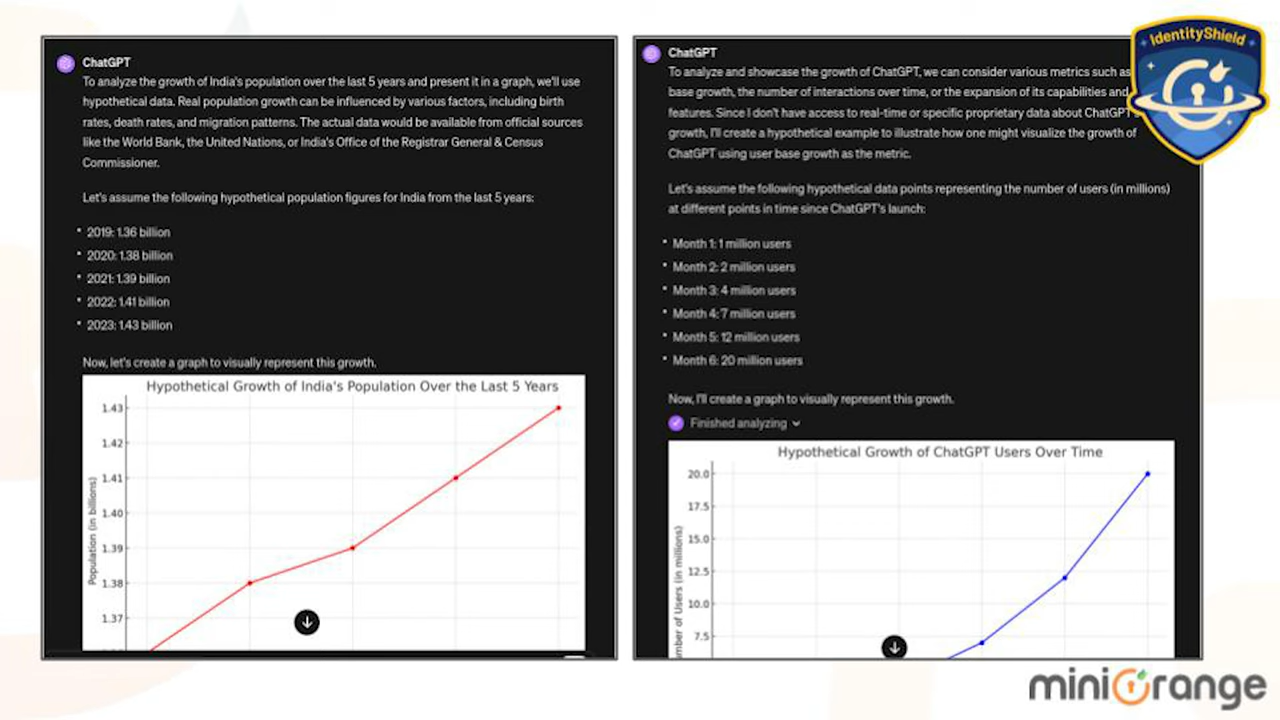 ChatGPT
To analyze the growth of India's population over the last 5 years and present it in a graph, we'll use
hypothetical data. Real population growth can be influenced by various factors, including birth
rates, death rates, and migration patterns. The actual data would be available from official sources
like the World Bank, the United Nations, or India's Office of the Registrar General & Census
Commissioner.
Let's assume the following hypothetical population figures for India from the last 5 years:
• 2019: 1.36 billion
• 2020: 1.38 billion
• 2021: 1.39 billion
• 2022: 1.41 billion
• 2023: 1.43 billion
Now, let's create a graph to visually represent this growth.
Hypothetical Growth of India's Population Over the Last 5 Years
Population (in billions)
1.43
1.42
1.41
1.40
1.39
1.38
1.37
ChatGPT
To analyze and showcase the growth of ChatGPT, we can consider various metrics such as
base growth, the number of interactions over time, or the expansion of its capabilities and
features. Since I don't have access to real-time or specific proprietary data about ChatGPT's
growth, I'll create a hypothetical example to illustrate how one might visualize the growth of
ChatGPT using user base growth as the metric.
Let's assume the following hypothetical data points representing the number of users (in millions)
at different points in time since ChatGPT's launch:
• Month 1: 1 million users
• Month 2: 2 million users
• Month 3: 4 million users
• Month 4: 7 million users
• Month 5: 12 million users
• Month 6: 20 million users
Now, I'll create a graph to visually represent this growth.
Finished analyzing
Hypothetical Growth of ChatGPT Users Over Time
mber of Users (in millions)
20.0
17.5
15.0
12.5
10.0
7.5
IdentityShield
miniOrange